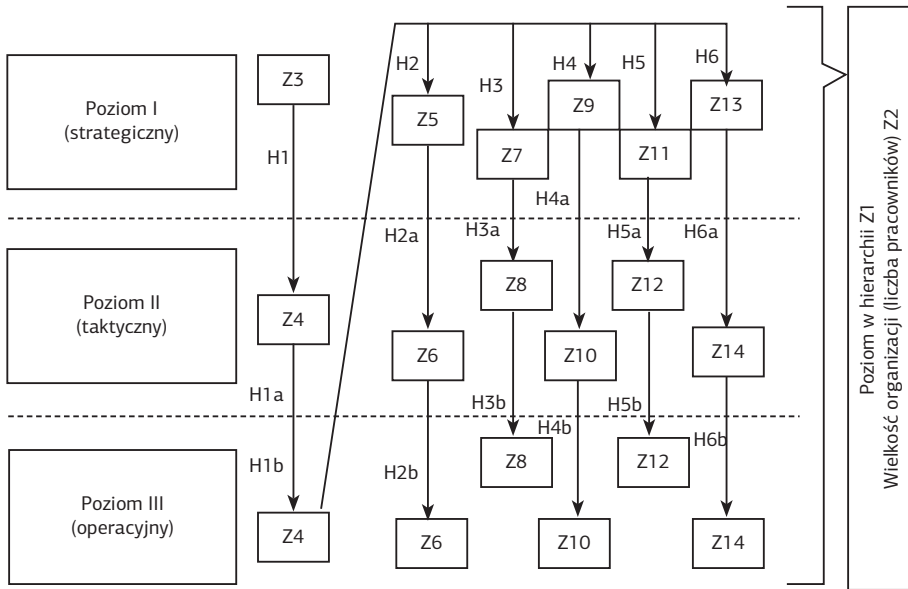 Poziom I
(strategiczny)
Z3
H1
H2
Z5
H3
Z7
H4
Z9
H5
Z11
H6
Z13
H2a
H3a
H4a
H5a
H6a
Poziom II
(taktyczny)
Z4
Z6
Z8
Z10
Z12
Z14
H1a
H1b
H2b
H3b
H4b
H5b
H6b
Poziom III
(operacyjny)
Z4
Z6
Z8
Z10
Z12
Z14
Poziom w hierarchii Z1
Wielkość organizacji (liczba pracowników) Z2